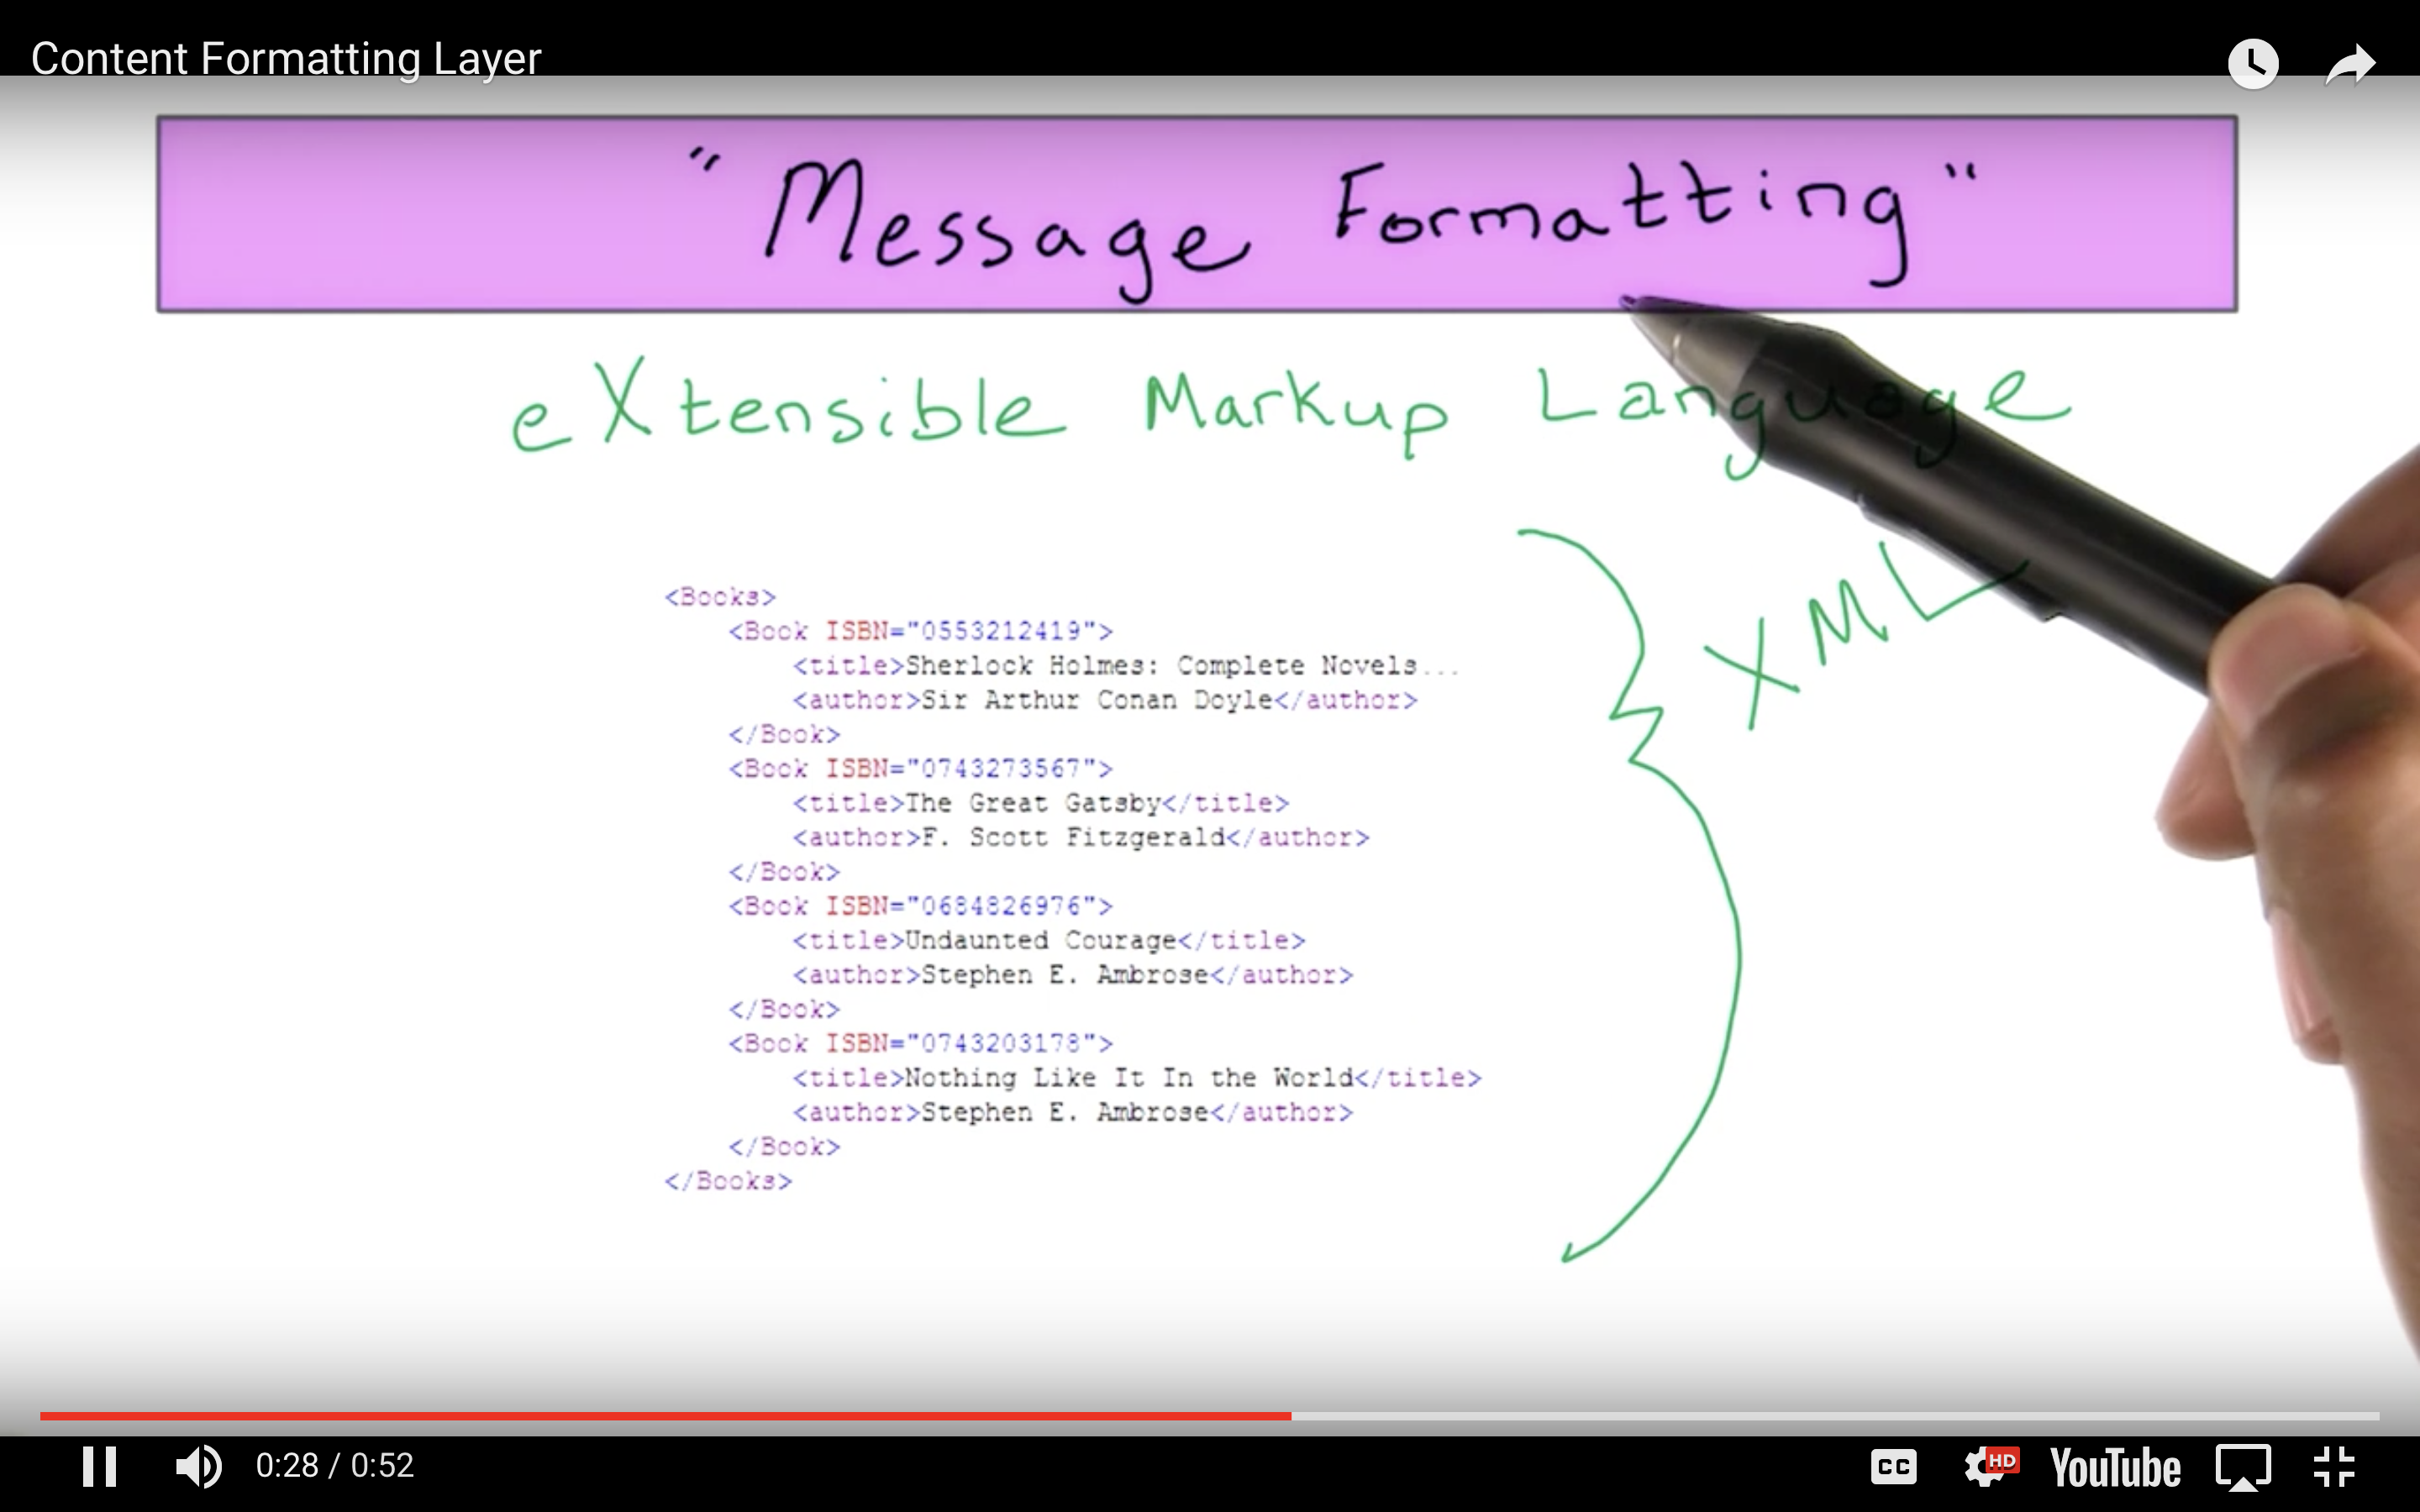 Content Formatting Layer
"Message Formatting"
eXtensible Markup Language
<Books>
<Book ISBN="0553212419">
<title>Sherlock Holmes: Complete Novels...
<author>Sir Arthur Conan Doyle</author>
</Book>
<Book ISBN="0743273567">
<title>The Great Gatsby</title>
<author>F. Scott Fitzgerald</author>
</Book>
<Book ISBN="0684826976">
<title>Undaunted Courage</title>
<author>Stephen E. Ambrose</author>
</Book>
<Book ISBN="0743203178">
<title>Nothing Like It In the World</title>
<author>Stephen E. Ambrose</author>
</Book>
</Books>
XML
0:28 / 0:52
CC
HD
YouTube